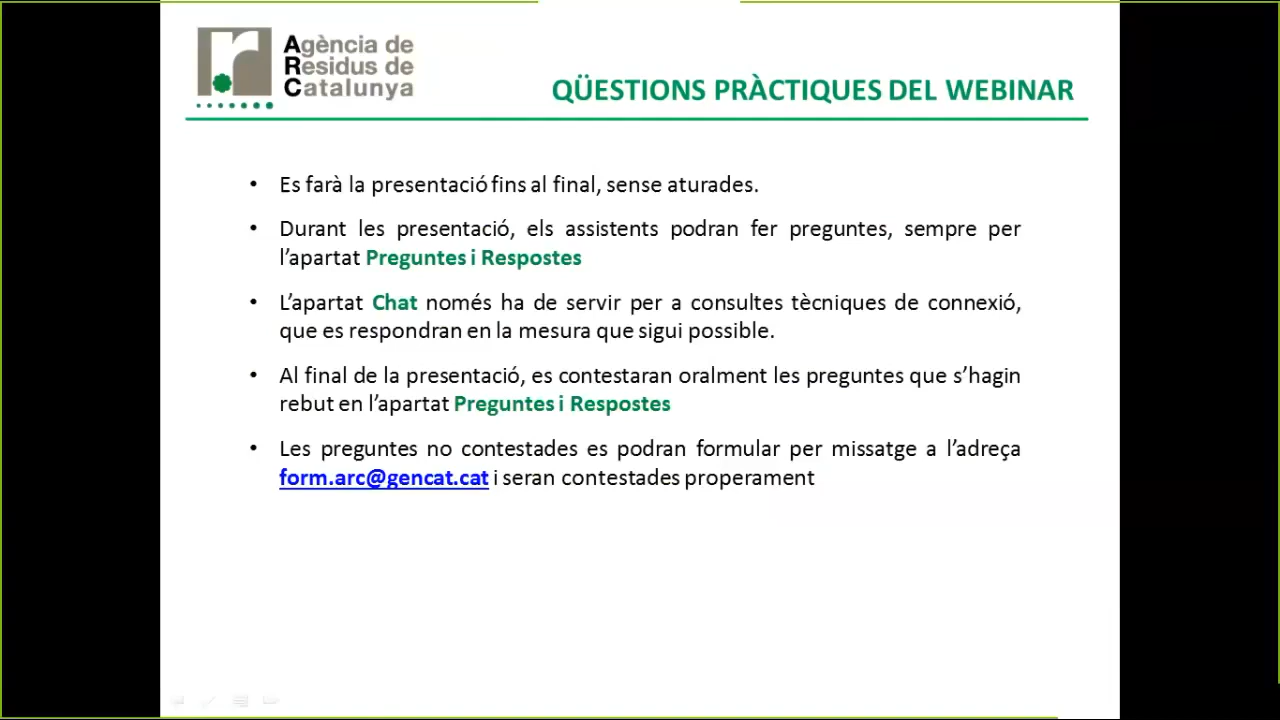 Agència de
Residus de
Catalunya
QÜESTIONS PRÀCTIQUES DEL WEBINAR
• Es farà la presentació fins al final, sense aturades.
• Durant les presentació, els assistents podran fer preguntes, sempre per
l’apartat Preguntes i Respostes
• L’apartat Chat només ha de servir per a consultes tècniques de connexió,
que es respondran en la mesura que sigui possible.
• Al final de la presentació, es contestaran oralment les preguntes que s’hagin
rebut en l’apartat Preguntes i Respostes
• Les preguntes no contestades es podran formular per missatge a l’adreça
form.arc@gencat.cat i seran contestades properament